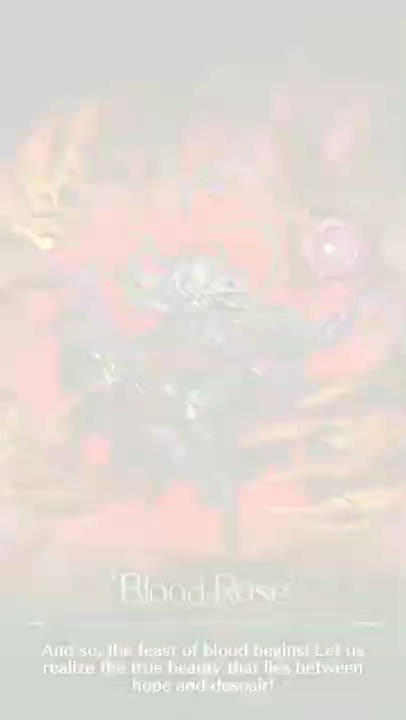 "Blood Rose"
And so, the feast of blood begins! Let us
realize the true beauty that lies between
hope and despair!